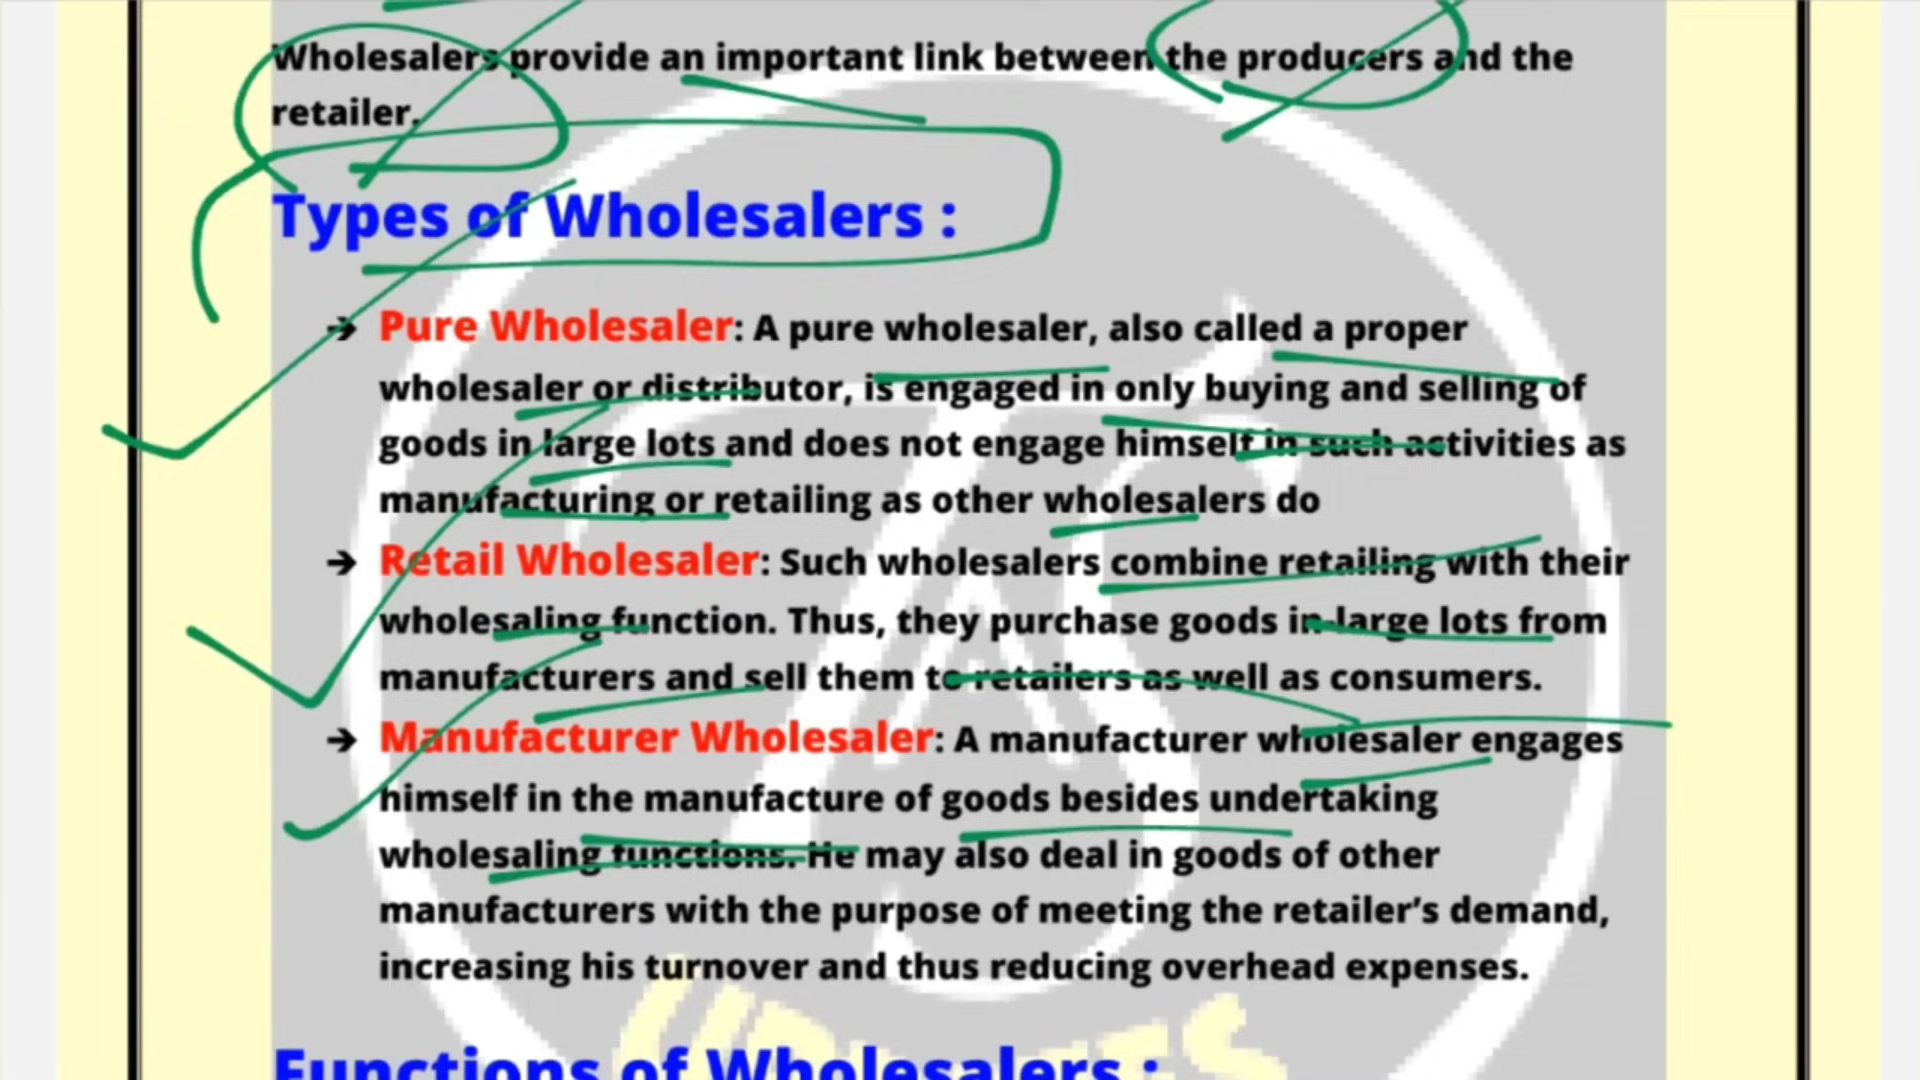 Wholesalers provide an important link between the producers and the
retailer.
Types of Wholesalers :
➔ Pure Wholesaler: A pure wholesaler, also called a proper
wholesaler or distributor, is engaged in only buying and selling of
goods in large lots and does not engage himself in such activities as
manufacturing or retailing as other wholesalers do
➔ Retail Wholesaler: Such wholesalers combine retailing with their
wholesaling function. Thus, they purchase goods in large lots from
manufacturers and sell them to retailers as well as consumers.
➔ Manufacturer Wholesaler: A manufacturer wholesaler engages
himself in the manufacture of goods besides undertaking
wholesaling functions. He may also deal in goods of other
manufacturers with the purpose of meeting the retailer’s demand,
increasing his turnover and thus reducing overhead expenses.
Functions of Wholesalers :